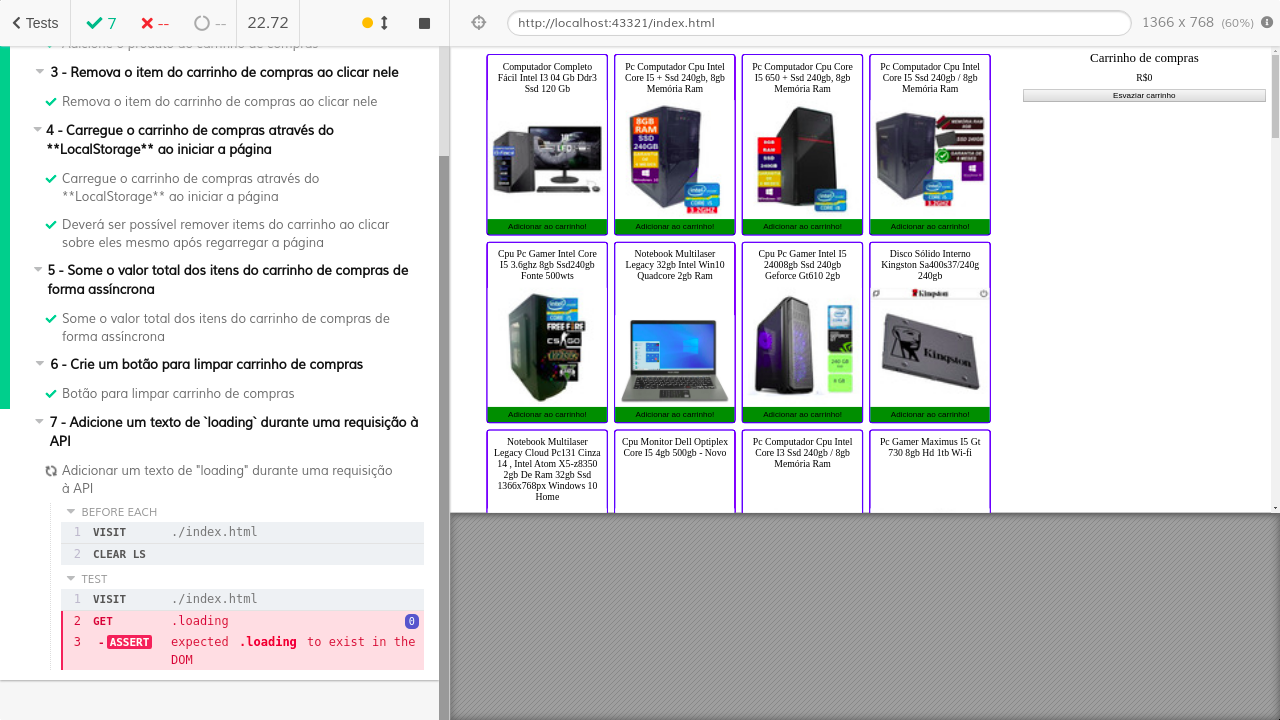 Tests
7
--
--
22.72
http://localhost:43321/index.html
1366 x 768 (60%)
Adicione o produto ao carrinho de compras
3 - Remova o item do carrinho de compras ao clicar nele
Remova o item do carrinho de compras ao clicar nele
4 - Carregue o carrinho de compras através do
**LocalStorage** ao iniciar a página
Carregue o carrinho de compras através do
**LocalStorage** ao iniciar a página
Deverá ser possível remover items do carrinho ao clicar
sobre eles mesmo após regarregar a página
5 - Some o valor total dos itens do carrinho de compras de
forma assíncrona
Some o valor total dos itens do carrinho de compras de
forma assíncrona
6 - Crie um botão para limpar carrinho de compras
Botão para limpar carrinho de compras
7 - Adicione um texto de `loading` durante uma requisição à
API
Adicionar um texto de "loading" durante uma requisição
à API
BEFORE EACH
1 VISIT ./index.html
2 CLEAR LS
TEST
1 VISIT ./index.html
2 GET .loading 0
3 -ASSERT expected .loading to exist in the
DOM
Computador Completo
Fácil Intel I3 04 Gb Ddr3
Ssd 120 Gb
Adicionar ao carrinho!
Pc Computador Cpu Intel
Core I5 + Ssd 240gb, 8gb
Memória Ram
8GB
RAM
SSD
240GB
Adicionar ao carrinho!
Pc Computador Cpu Core
I5 650 + Ssd 240gb, 8gb
Memória Ram
Adicionar ao carrinho!
Pc Computador Cpu Intel
Core I5 Ssd 240gb / 8gb
Memória Ram
Adicionar ao carrinho!
Cpu Pc Gamer Intel Core
I5 3.6ghz 8gb Ssd240gb
Fonte 500wts
FREE FIRE
CS:GO
Adicionar ao carrinho!
Notebook Multilaser
Legacy 32gb Intel Win10
Quadcore 2gb Ram
Adicionar ao carrinho!
Cpu Pc Gamer Intel I5
24008gb Ssd 240gb
Geforce Gt610 2gb
Adicionar ao carrinho!
Disco Sólido Interno
Kingston Sa400s37/240g
240gb
Kingston
Kingston
Adicionar ao carrinho!
Notebook Multilaser
Legacy Cloud Pc131 Cinza
14 , Intel Atom X5-z8350
2gb De Ram 32gb Ssd
1366x768px Windows 10
Home
Cpu Monitor Dell Optiplex
Core I5 4gb 500gb - Novo
Pc Computador Cpu Intel
Core I3 Ssd 240gb / 8gb
Memória Ram
Pc Gamer Maximus I5 Gt
730 8gb Hd 1tb Wi-fi
Carrinho de compras
R$0
Esvaziar carrinho